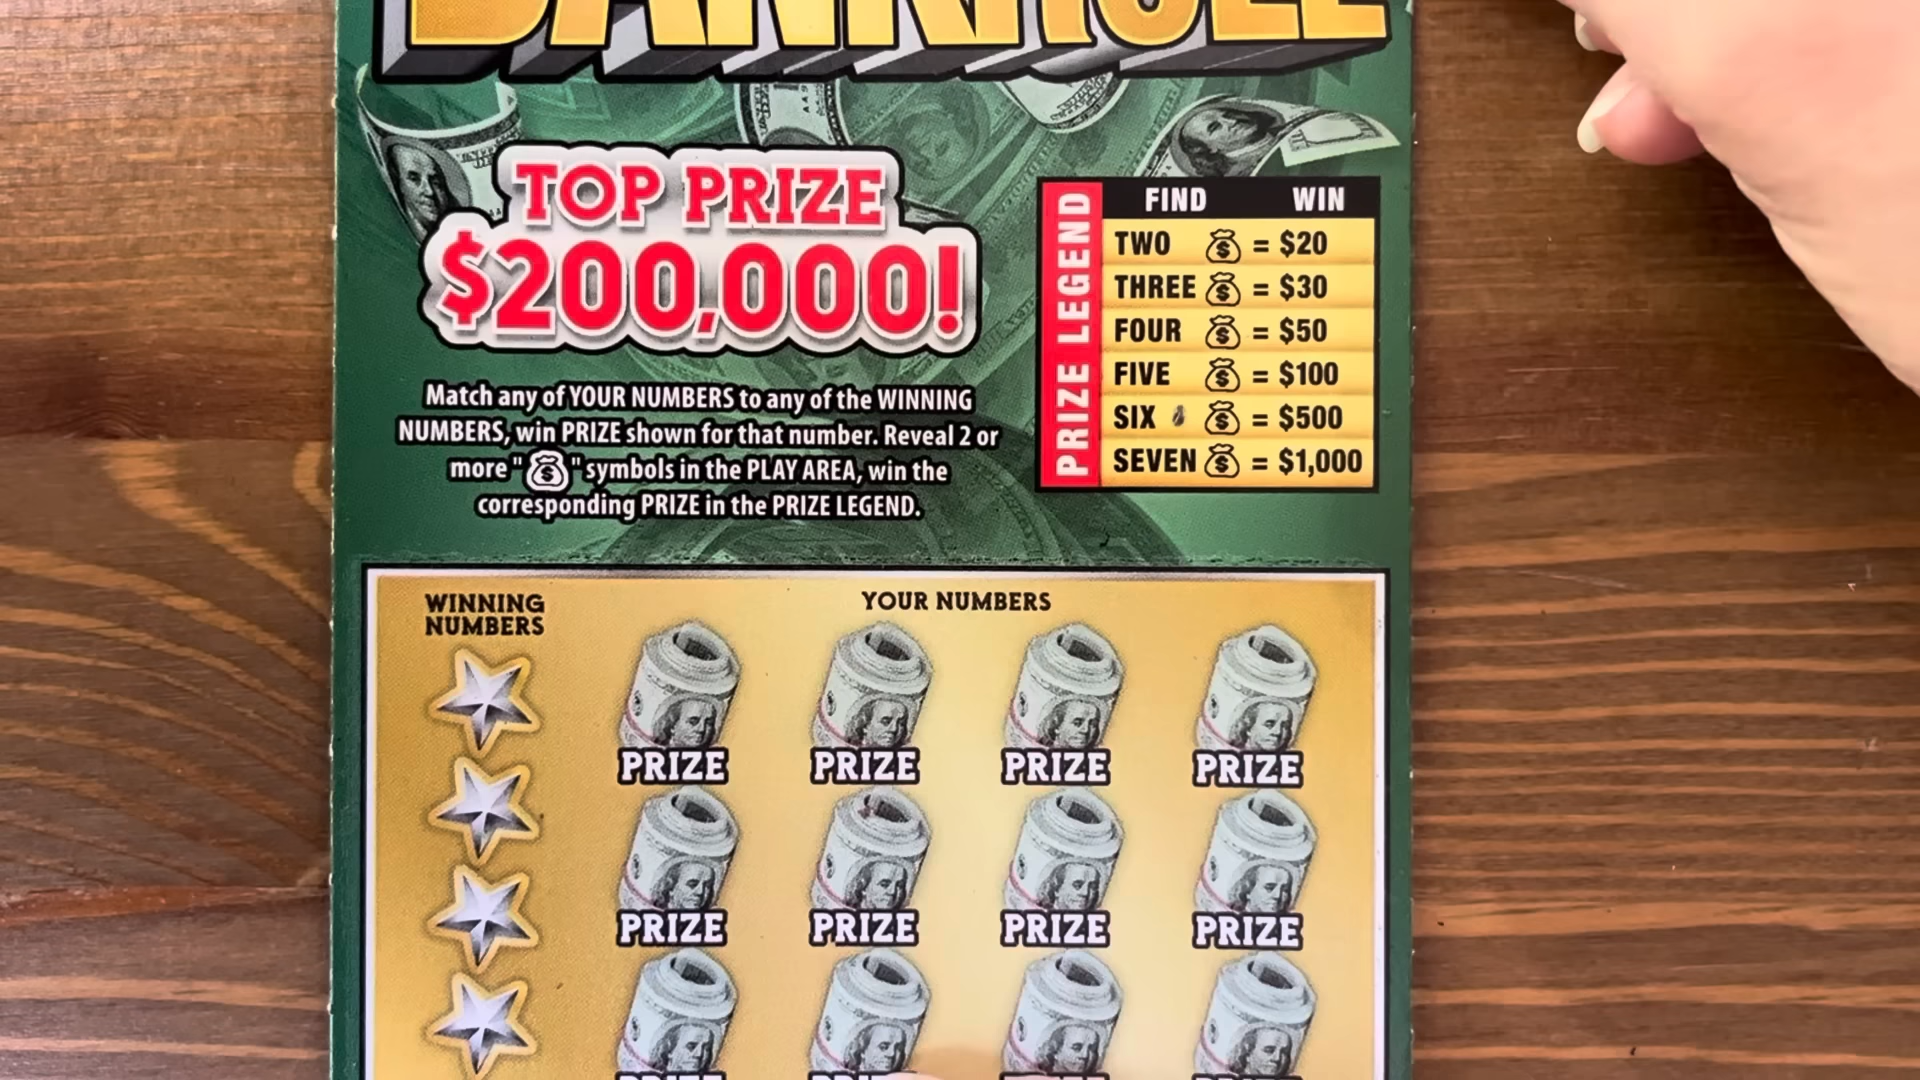 BANKROLL
TOP PRIZE
$200,000!
Match any of YOUR NUMBERS to any of the WINNING
NUMBERS, win PRIZE shown for that number. Reveal 2 or
more " " symbols in the PLAY AREA, win the
corresponding PRIZE in the PRIZE LEGEND.
PRIZE LEGEND
FIND WIN
TWO $ = $20
THREE $ = $30
FOUR $ = $50
FIVE $ = $100
SIX $ = $500
SEVEN $ = $1,000
WINNING
NUMBERS
YOUR NUMBERS
PRIZE PRIZE PRIZE PRIZE
PRIZE PRIZE PRIZE PRIZE